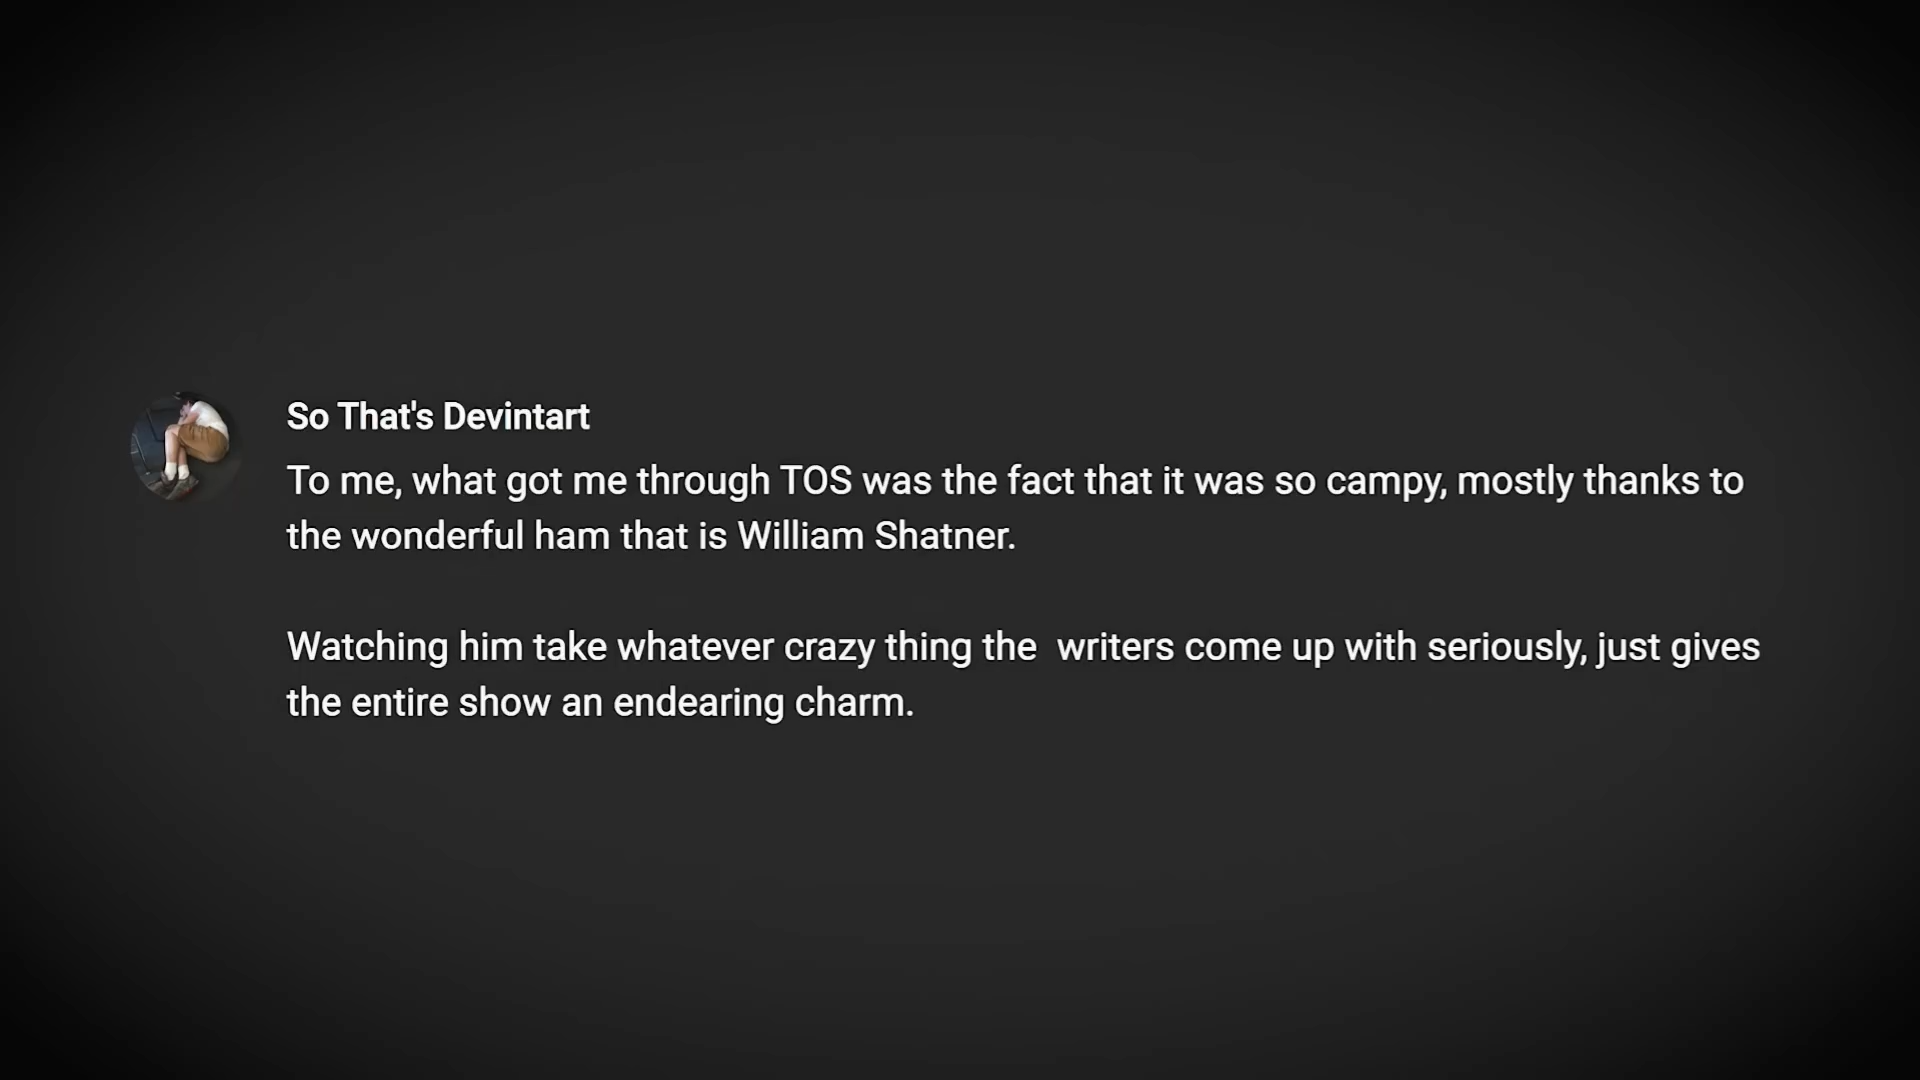 So That's Devintart
To me, what got me through TOS was the fact that it was so campy, mostly thanks to
the wonderful ham that is William Shatner.
Watching him take whatever crazy thing the  writers come up with seriously, just gives
the entire show an endearing charm.